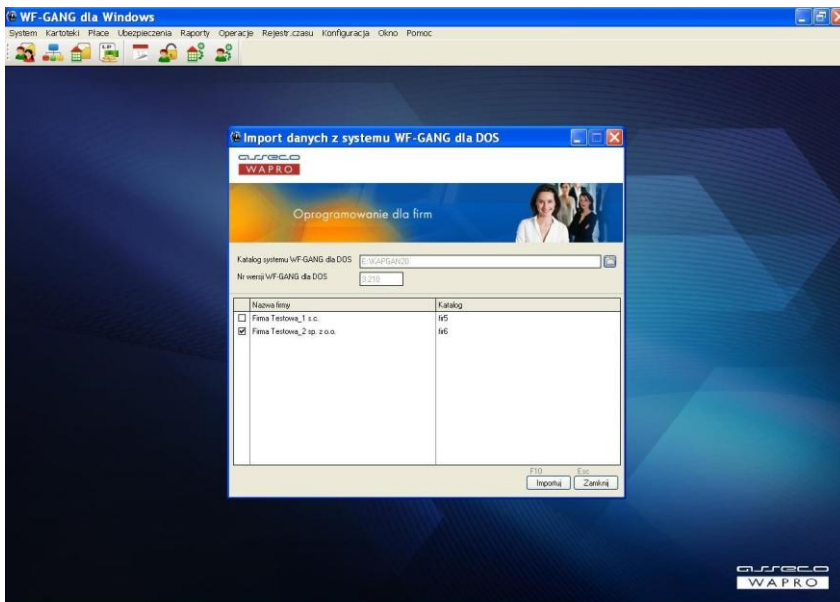 WF-GANG dla Windows
System Kartoteki Płace Ubezpieczenia Raporty Operacje Rejestr.czasu Konfiguracja Okno Pomoc
Import danych z systemu WF-GANG dla DOS
asseco
WAPRO
Oprogramowanie dla firm
Katalog systemu WF-GANG dla DOS
Nr wersji WF-GANG dla DOS 3.210
Nazwa firmy Katalog
Firma Testowa_1 s.c. fir5
Firma Testowa_2 sp. z o.o. fir6
F10 Esc
Importuj Zamknij
asseco
WAPRO